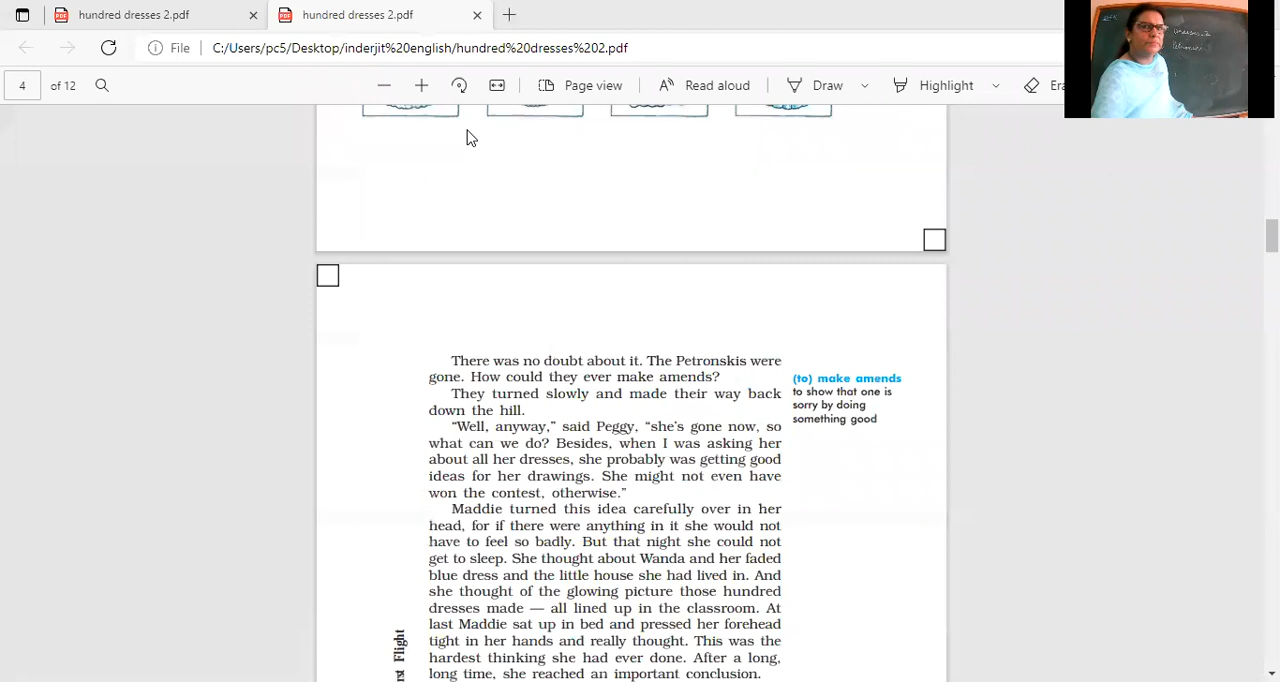 hundred dresses 2.pdf
hundred dresses 2.pdf
File
C:/Users/pc5/Desktop/inderjit%20english/hundred%20dresses%202.pdf
4 of 12
Page view
Read aloud
Draw
Highlight
Era
There was no doubt about it. The Petronskis were
gone. How could they ever make amends?
They turned slowly and made their way back
down the hill.
“Well, anyway,” said Peggy, “she's gone now, so
what can we do? Besides, when I was asking her
about all her dresses, she probably was getting good
ideas for her drawings. She might not even have
won the contest, otherwise.”
Maddie turned this idea carefully over in her
head, for if there were anything in it she would not
have to feel so badly. But that night she could not
get to sleep. She thought about Wanda and her faded
blue dress and the little house she had lived in. And
she thought of the glowing picture those hundred
dresses made — all lined up in the classroom. At
last Maddie sat up in bed and pressed her forehead
tight in her hands and really thought. This was the
hardest thinking she had ever done. After a long,
long time, she reached an important conclusion.
(to) make amends
to show that one is
sorry by doing
something good
rst Flight